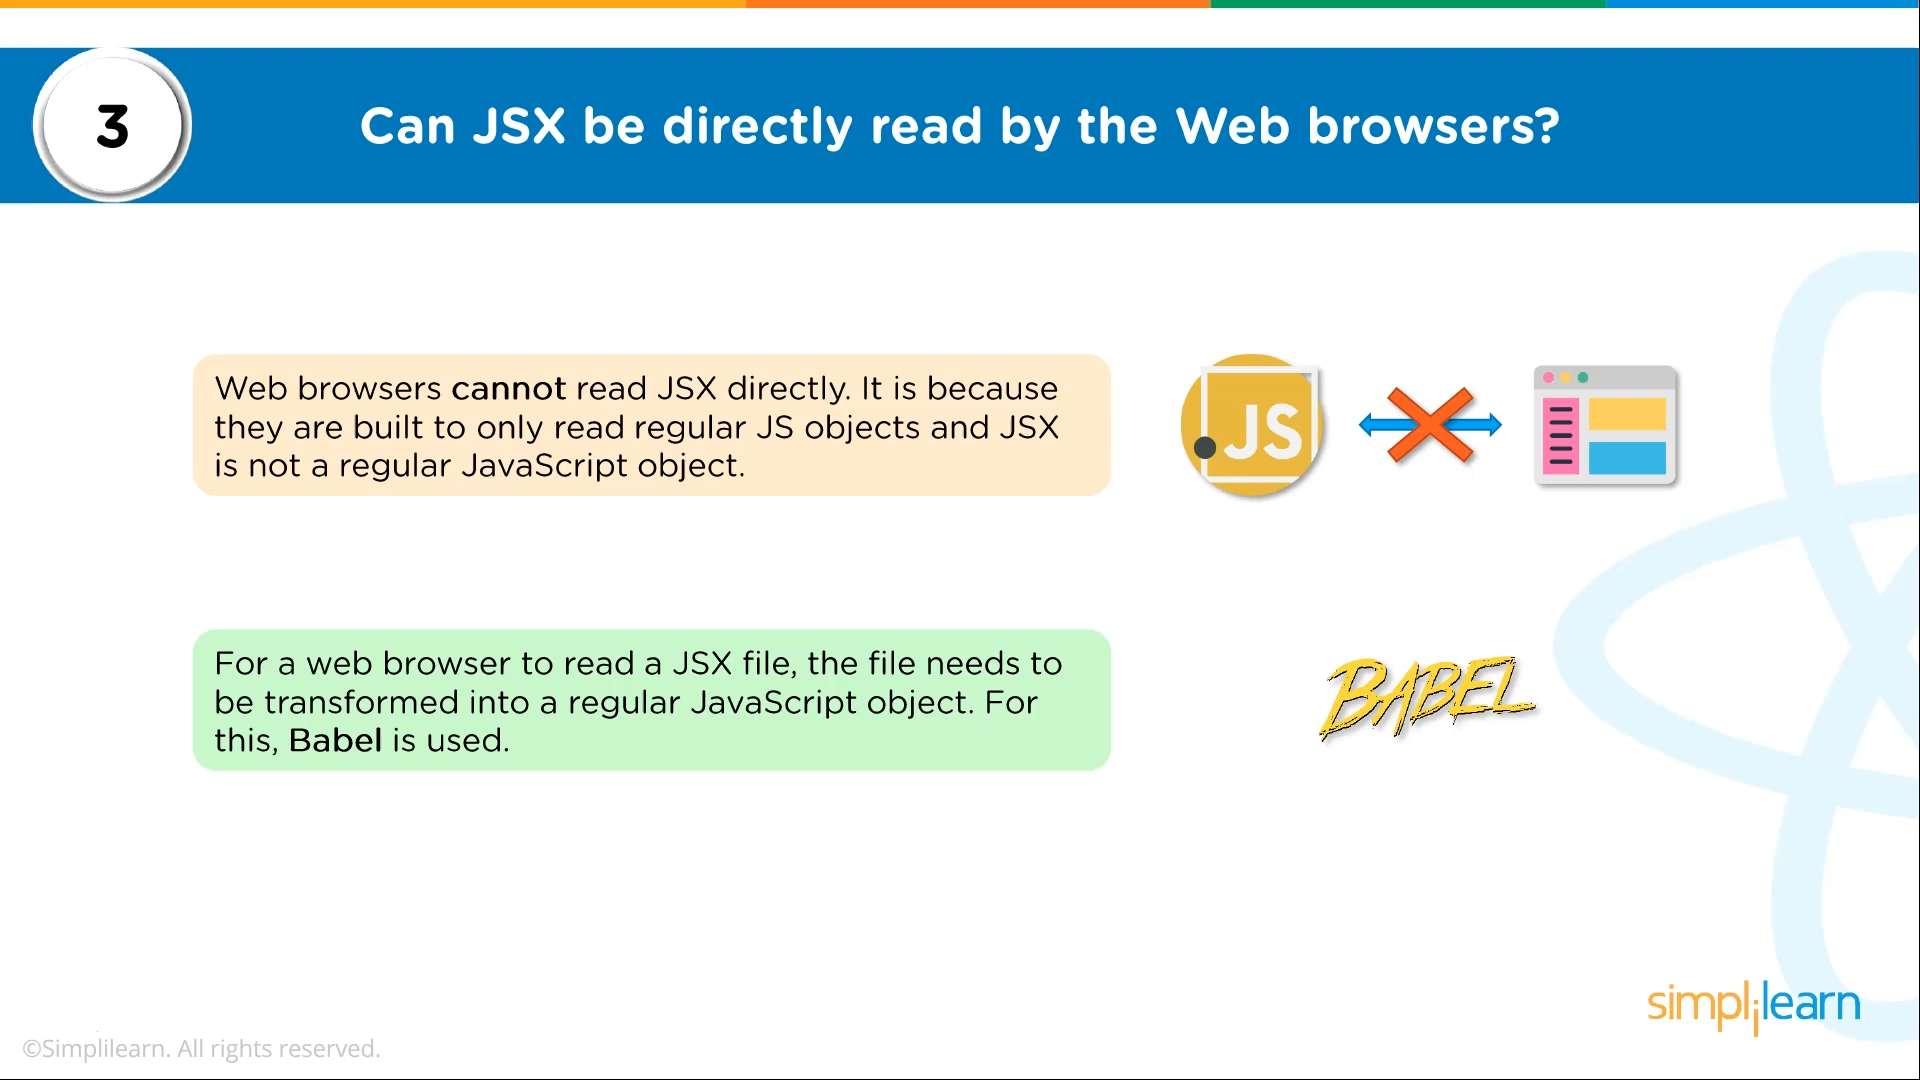 3
Can JSX be directly read by the Web browsers?
Web browsers cannot read JSX directly. It is because
they are built to only read regular JS objects and JSX
is not a regular JavaScript object.
JS
For a web browser to read a JSX file, the file needs to
be transformed into a regular JavaScript object. For
this, Babel is used.
BABEL
simplilearn
©Simplilearn. All rights reserved.